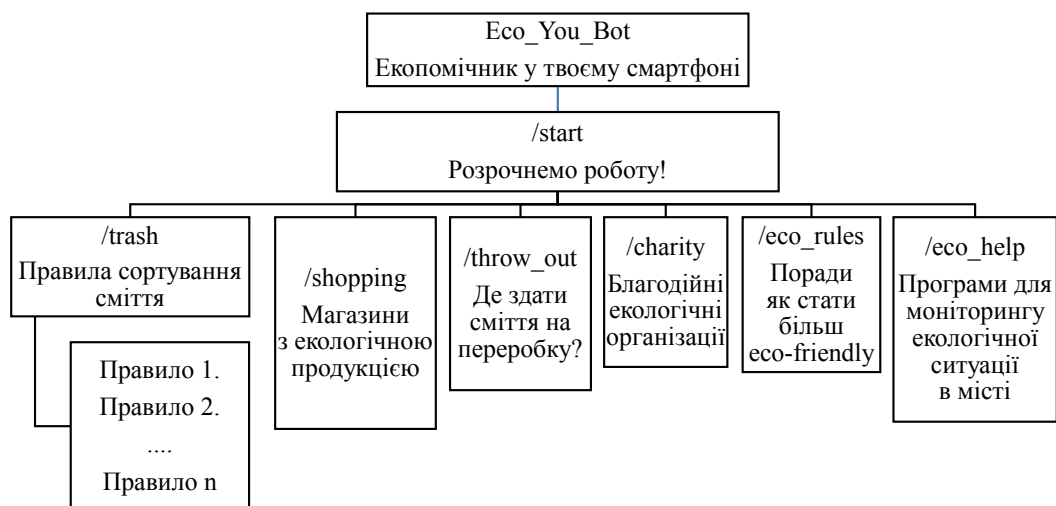 Eco_You_Bot
Екопомічник у твоєму смартфоні
/start
Розрочнемо роботу!
/trash
Правила сортування
сміття
Правило 1.
Правило 2.
....
Правило n
/shopping
Магазини
з екологічною
продукцією
/throw_out
Де здати
сміття на
переробку?
/charity
Благодійні
екологічні
організації
/eco_rules
Поради
як стати
більш
eco-friendly
/eco_help
Програми для
моніторингу
екологічної
ситуації
в місті